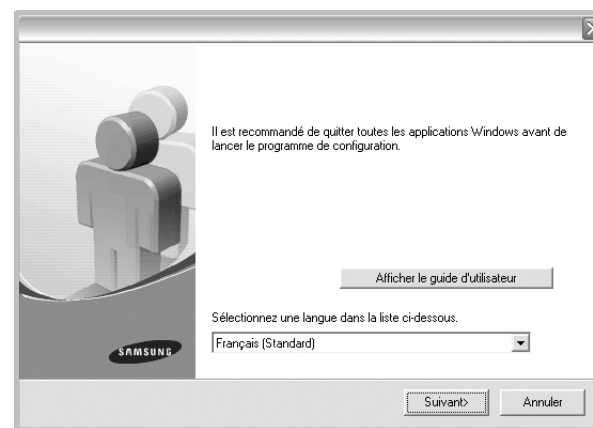 Il est recommandé de quitter toutes les applications Windows avant de
lancer le programme de configuration.
Afficher le guide d'utilisateur
Sélectionnez une langue dans la liste ci-dessous.
Français (Standard)
SAMSUNG
Suivant>
Annuler